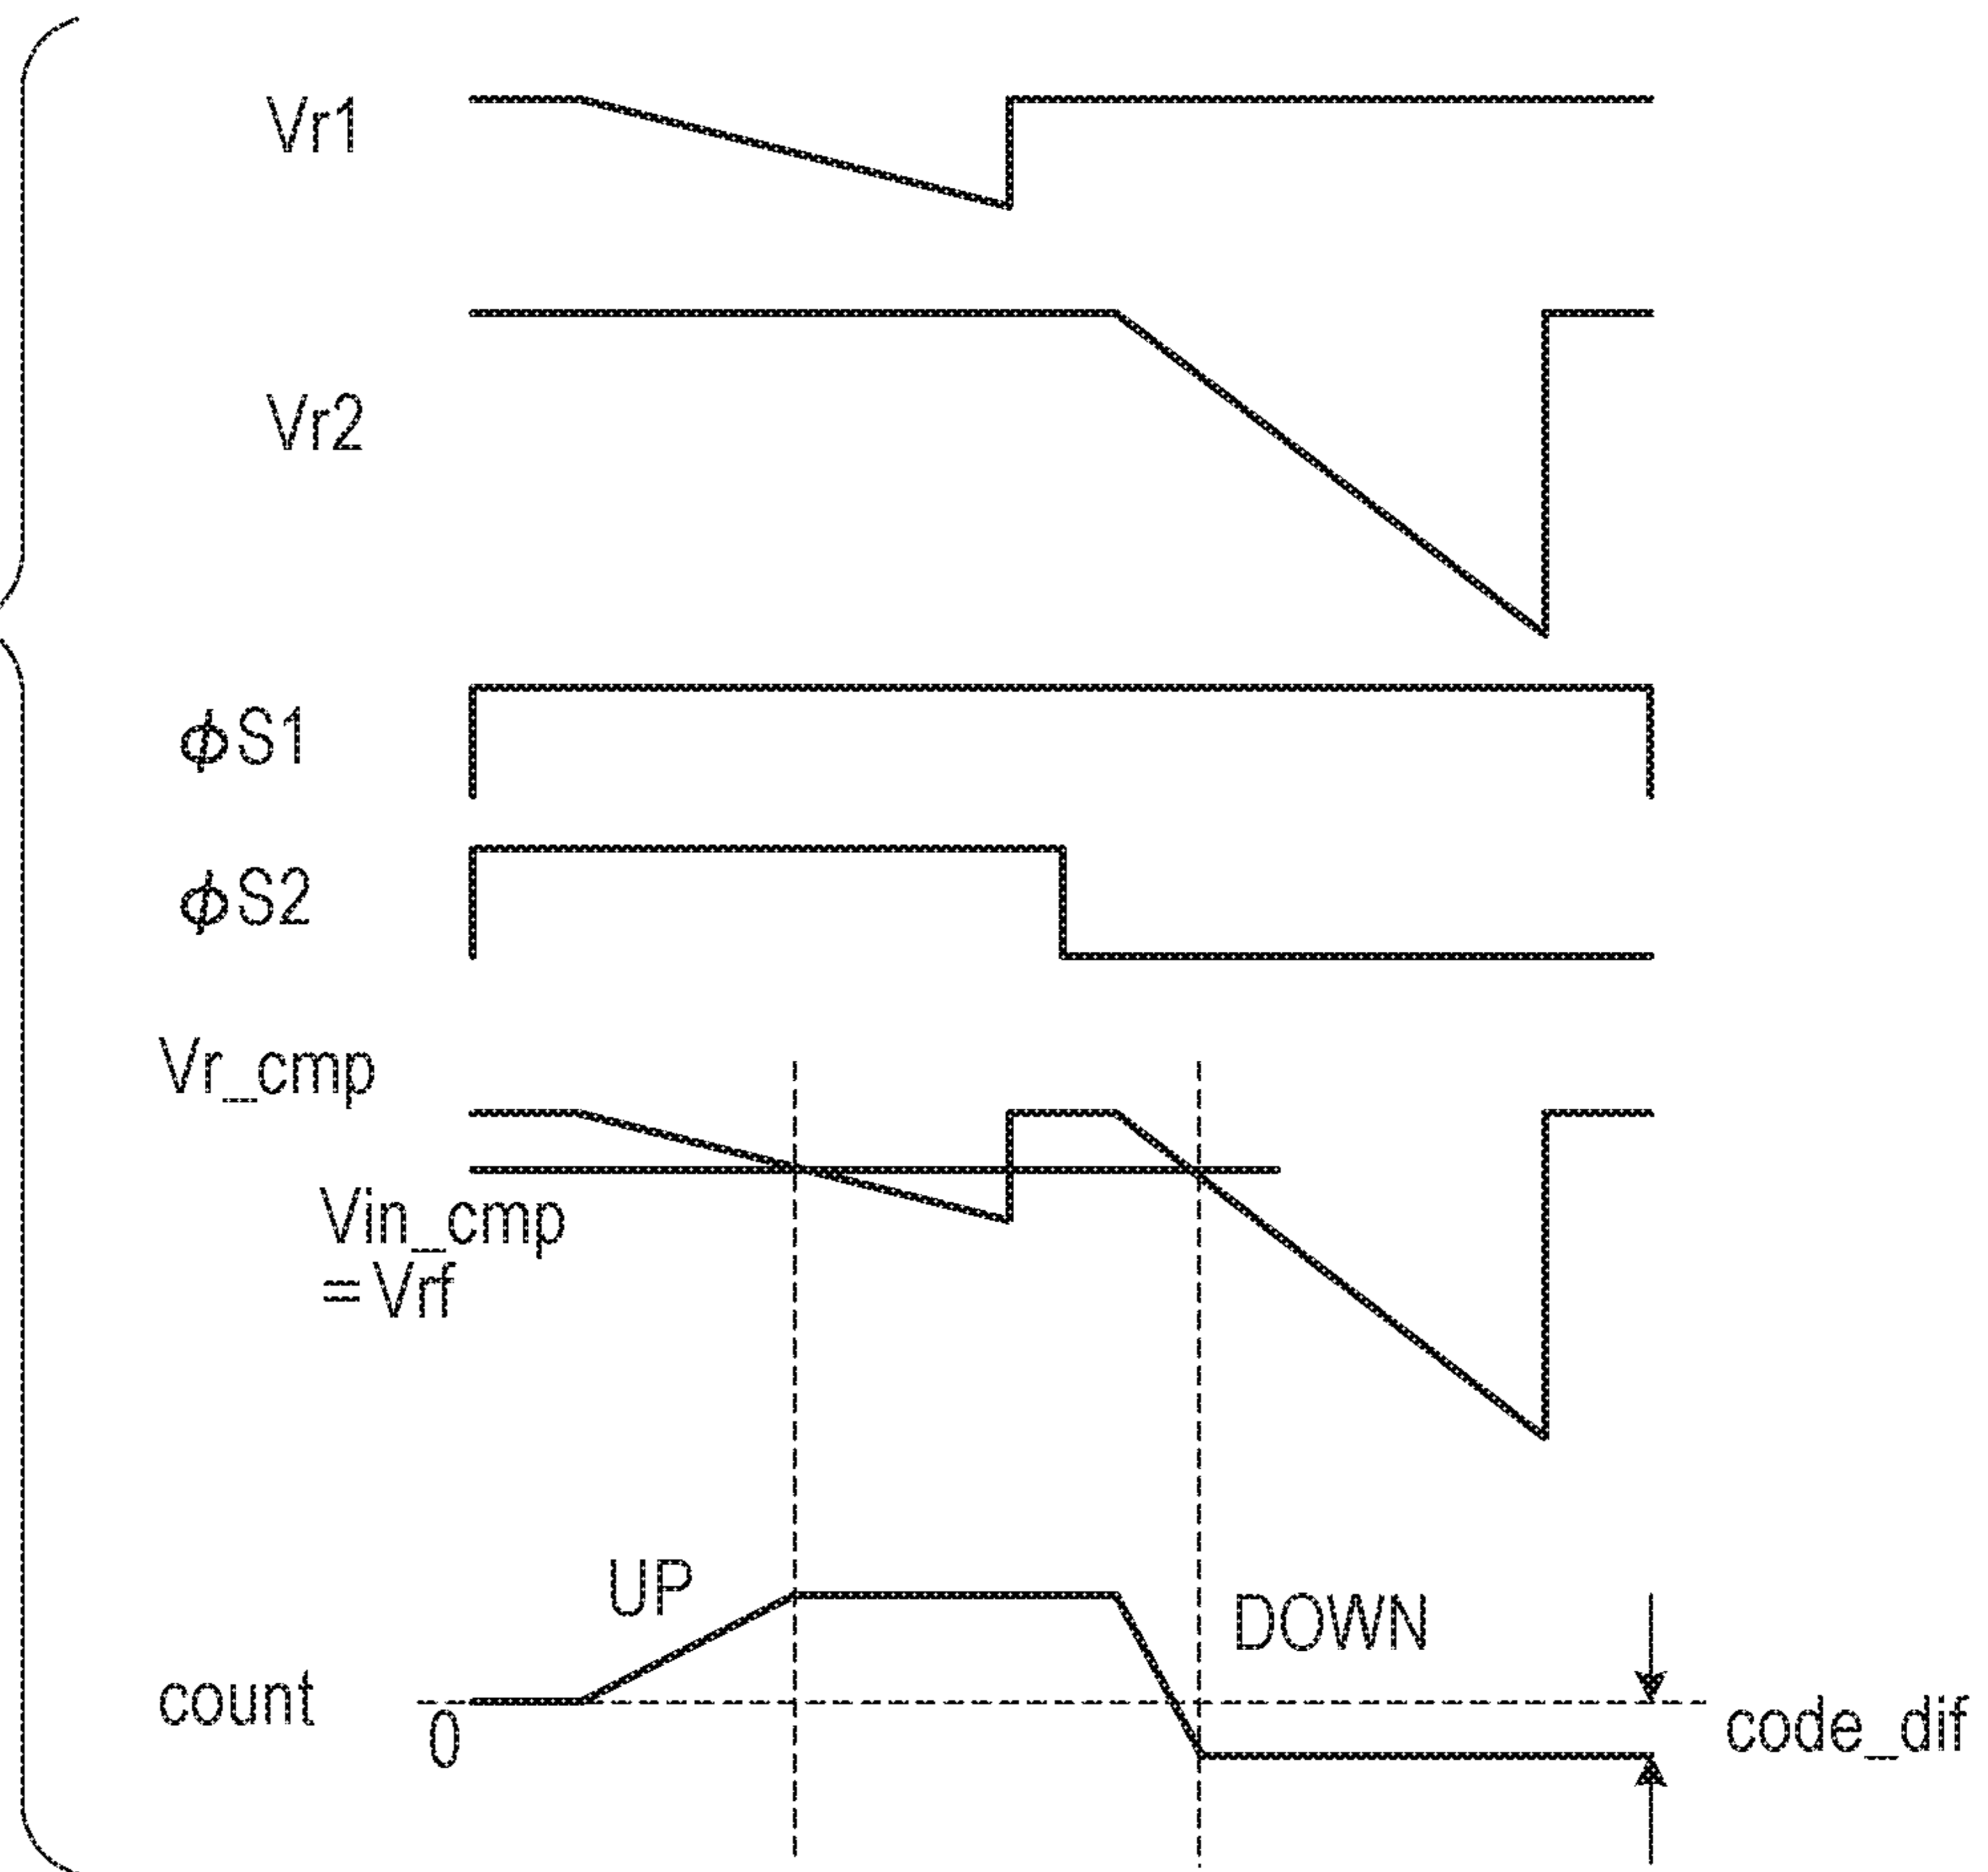 Vr1
Vr2
ϕS1
ϕS2
Vr_cmp
Vin_cmp
=Vrf
UP
DOWN
count
0
code_dif